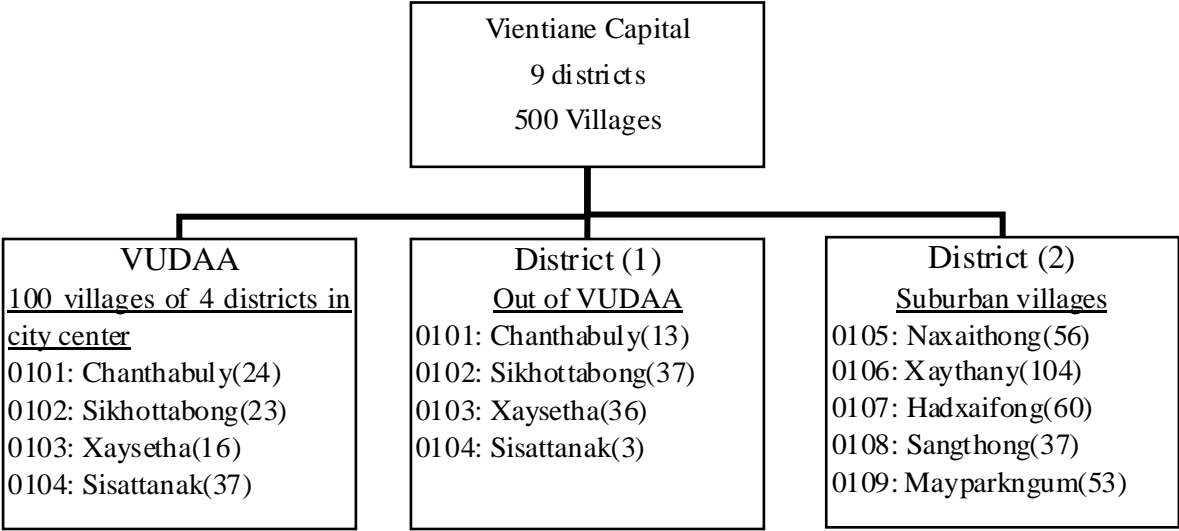 Vientiane Capital
9 districts
500 Villages
VUDAA
100 villages of 4 districts in
city center
0101: Chanthabuly(24)
0102: Sikhottabong(23)
0103: Xaysetha(16)
0104: Sisattanak(37)
District (1)
Out of VUDAA
0101: Chanthabuly(13)
0102: Sikhottabong(37)
0103: Xaysetha(36)
0104: Sisattanak(3)
District (2)
Suburban villages
0105: Naxaithong(56)
0106: Xaythany(104)
0107: Hadxaifong(60)
0108: Sangthong(37)
0109: Mayparkngum(53)